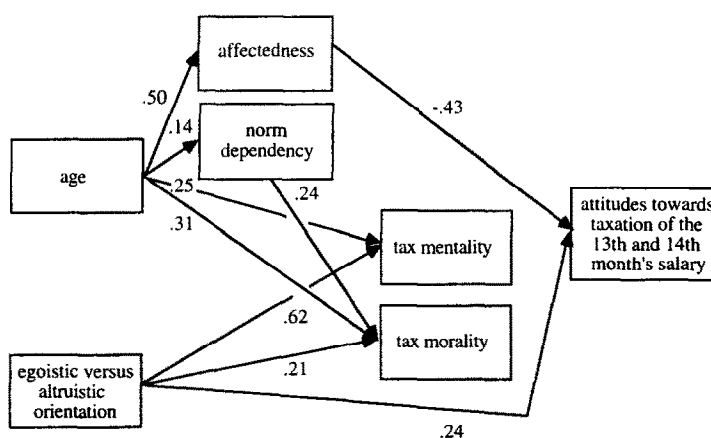 affectedness
-.43
.50
.14
norm
dependency
age
.25
.24
.31
attitudes towards
taxation of the
13th and 14th
month's salary
tax mentality
.62
tax morality
egoistic versus
altruistic
orientation
.21
.24